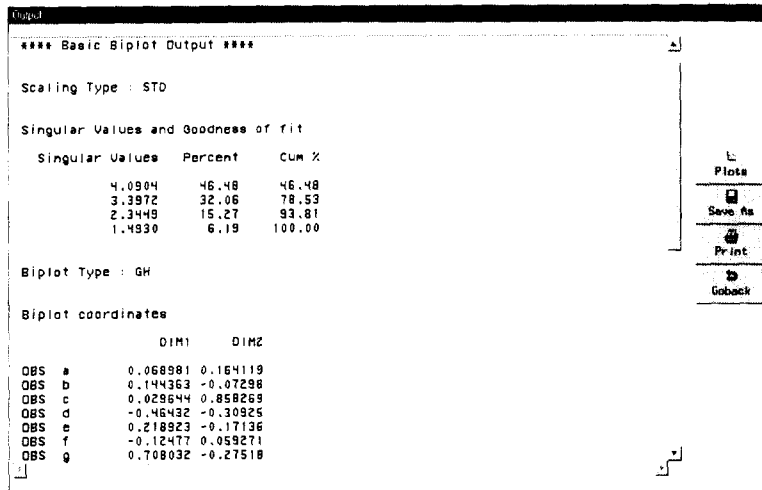 Output
**** Basic Biplot Output ****
Scaling Type : STD
Singular Values and Goodness of fit
Singular Values Percent Cum %
4.0904 46.48 46.48
3.3972 32.06 78.53
2.3449 15.27 93.81
1.4930 6.19 100.00
Biplot Type : GH
Biplot coordinates
DIM1 DIM2
OBS a 0.068981 0.164119
OBS b 0.144363 -0.07298
OBS c 0.029644 0.858269
OBS d -0.46432 -0.30925
OBS e 0.218923 -0.17136
OBS f -0.12477 0.059271
OBS g 0.708032 -0.27518
Plots
Save As
Print
Goback